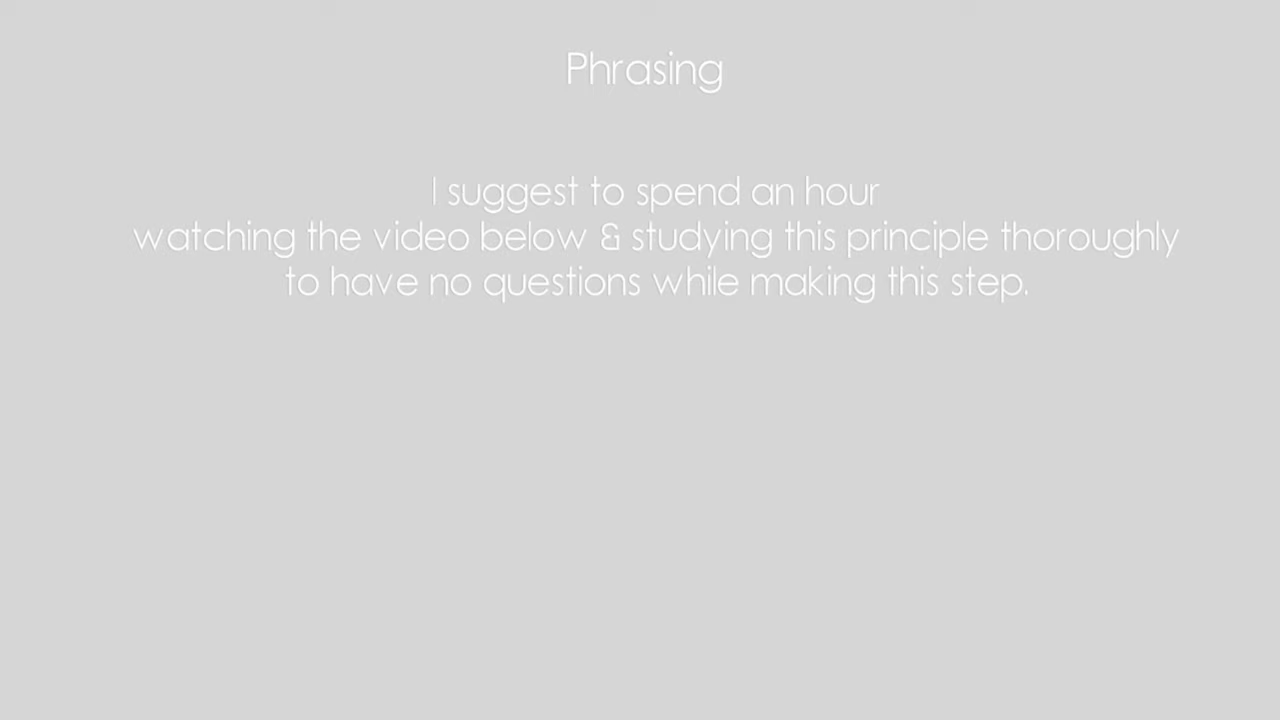 Phrasing
I suggest to spend an hour
watching the video below & studying this principle thoroughly
to have no questions while making this step.